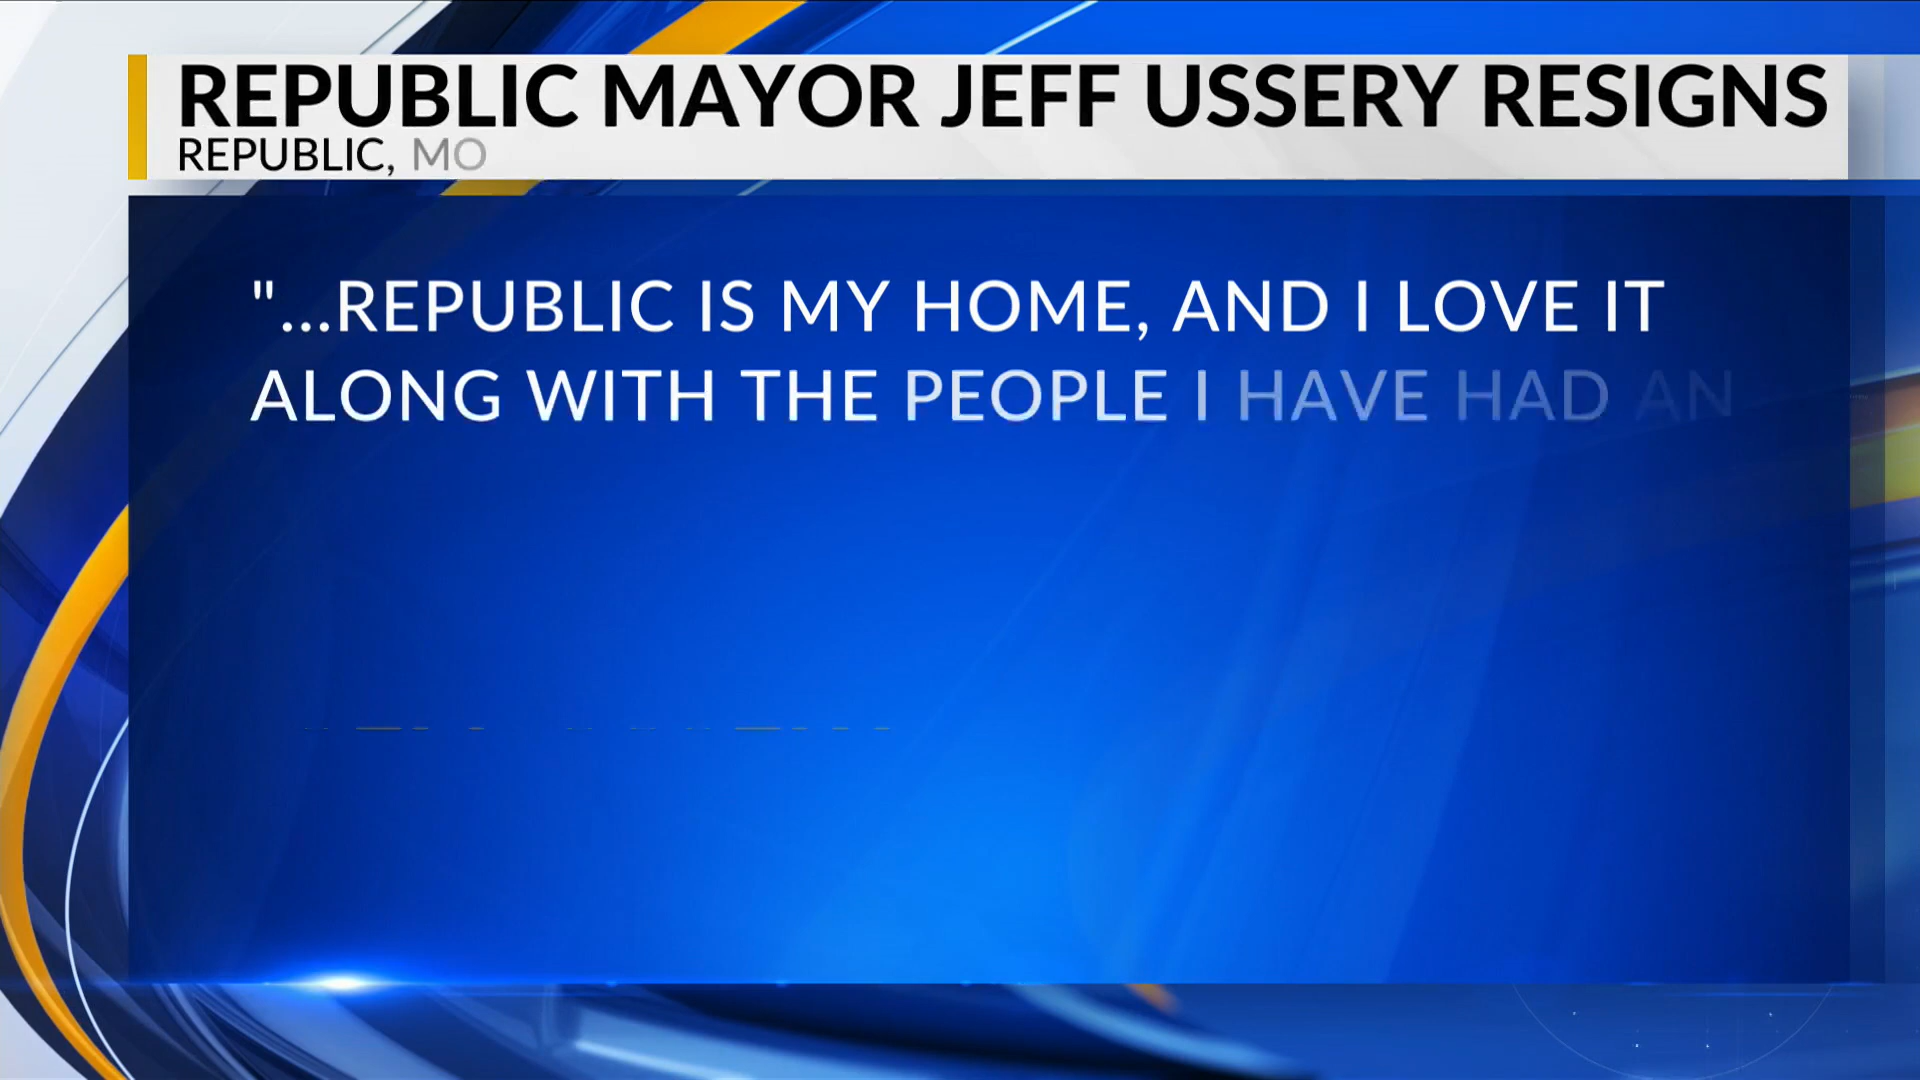 REPUBLIC MAYOR JEFF USSERY RESIGNS
REPUBLIC, MO
"...REPUBLIC IS MY HOME, AND I LOVE IT
ALONG WITH THE PEOPLE I HAVE HAD AN